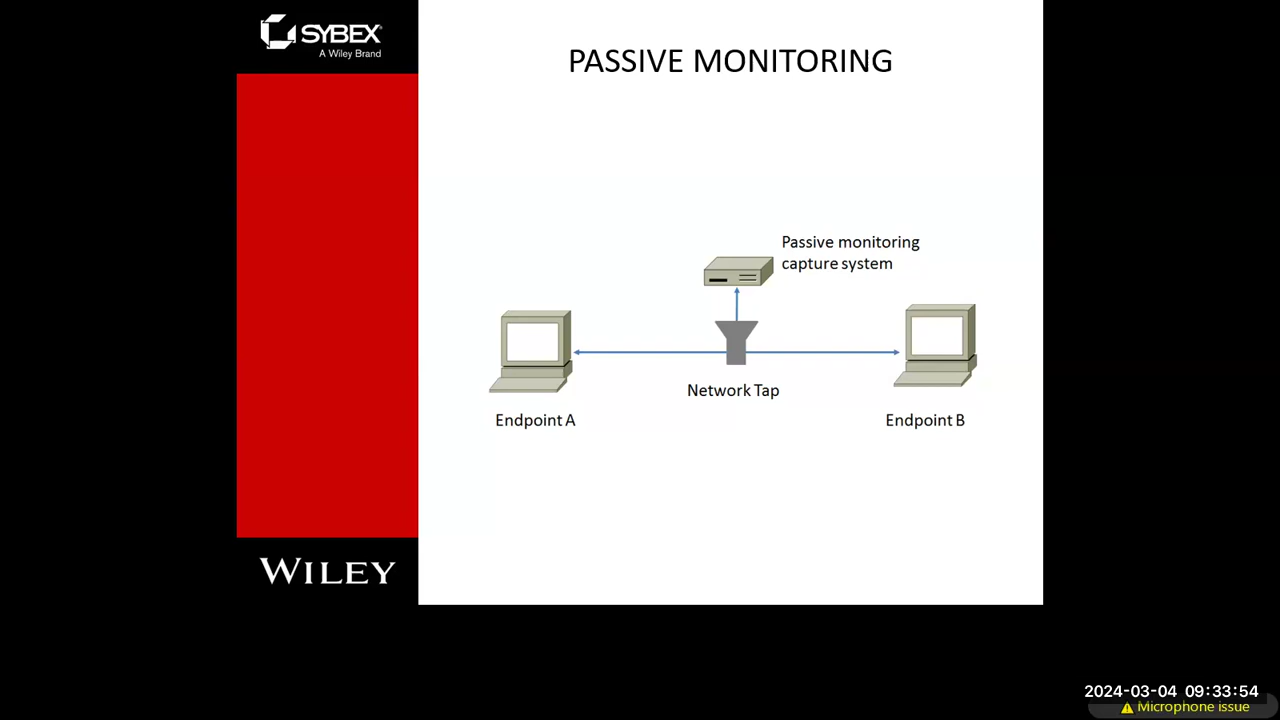 SYBEX
A Wiley Brand
PASSIVE MONITORING
Passive monitoring
capture system
Network Tap
Endpoint A
Endpoint B
WILEY
2024-03-04 09:33:54
Microphone issue